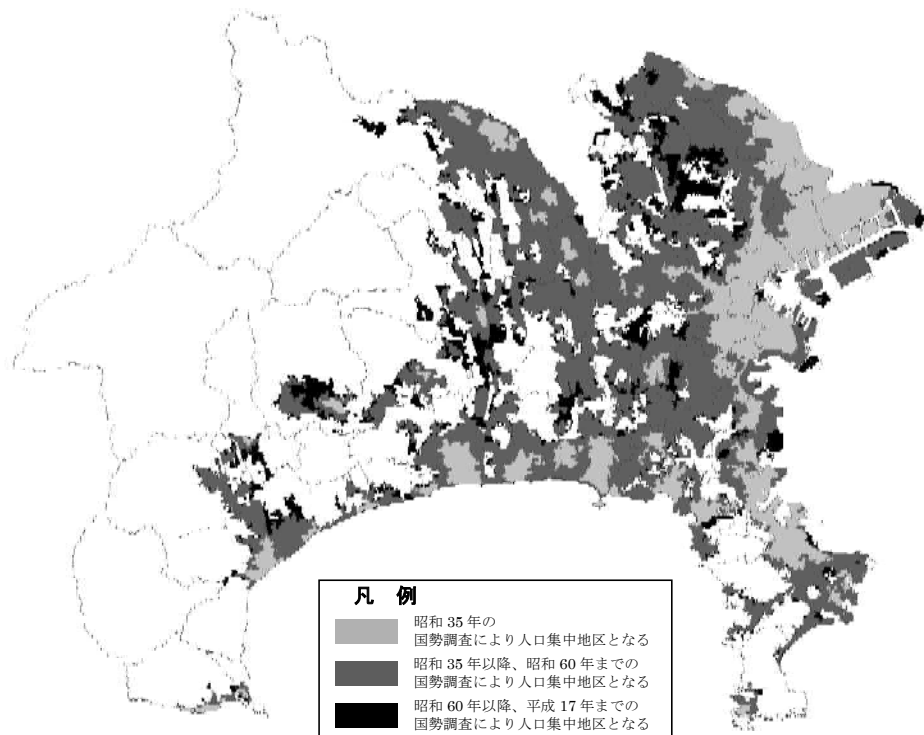 凡 例
昭和 35 年の
国勢調査により人口集中地区となる
昭和 35 年以降、昭和 60 年までの
国勢調査により人口集中地区となる
昭和 60 年以降、平成 17 年までの
国勢調査により人口集中地区となる